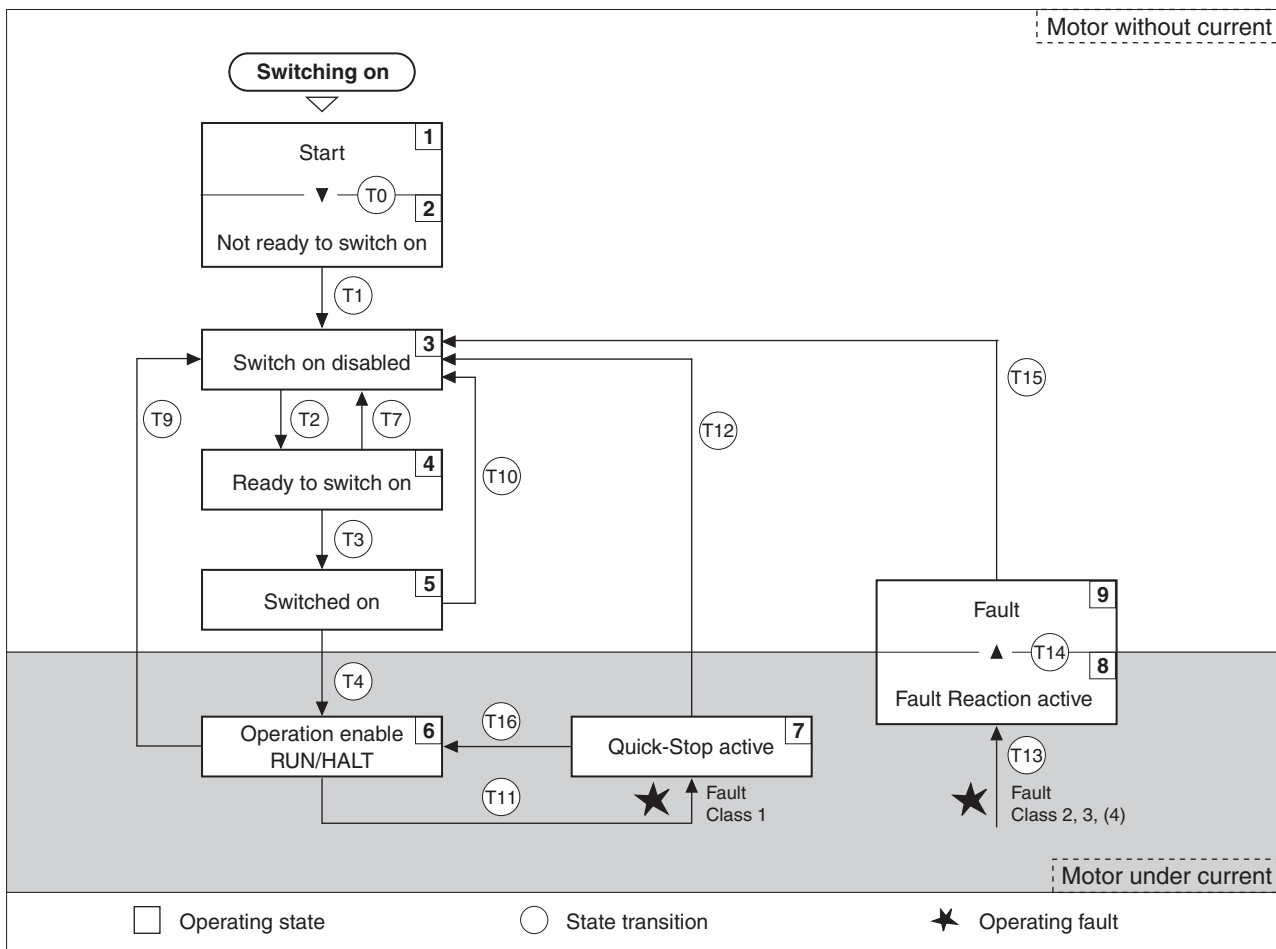 Motor without current
Switching on
1
Start
T0
2
Not ready to switch on
T1
3
Switch on disabled
T15
T9
T2
T7
T12
4
Ready to switch on
T10
T3
5
Switched on
9
Fault
T14
8
Fault Reaction active
T4
6
Operation enable
RUN/HALT
T16
7
Quick-Stop active
T13
T11
Fault
Class 1
Fault
Class 2, 3, (4)
Motor under current
Operating state
State transition
Operating fault